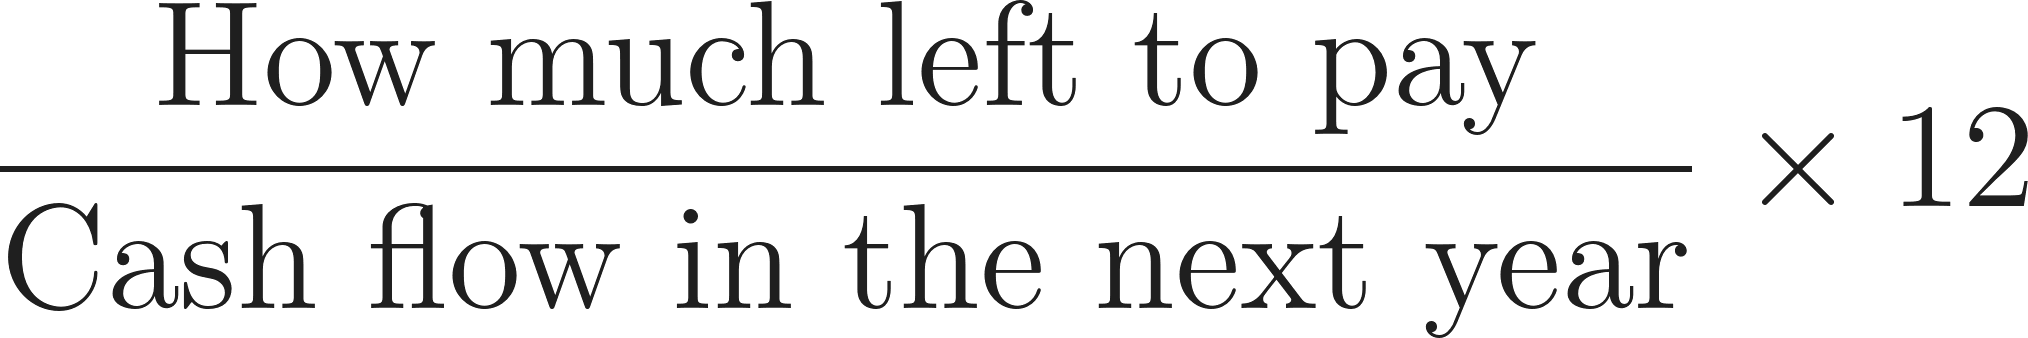 How much left to pay
× 12
Cash flow in the next year